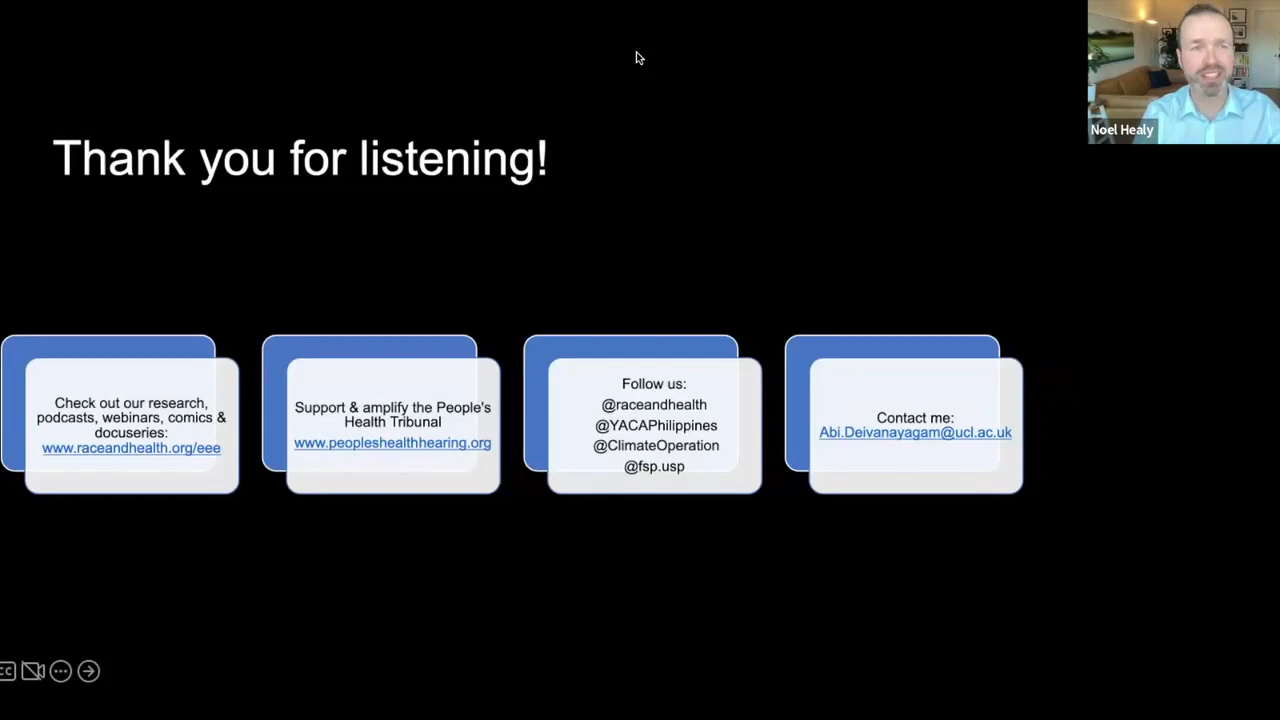 Noel Healy
Thank you for listening!
Check out our research,
podcasts, webinars, comics &
docuseries:
www.raceandhealth.org/eee
Support & amplify the People's
Health Tribunal
www.peopleshealthhearing.org
Follow us:
@raceandhealth
@YACAPhilippines
@ClimateOperation
@fsp.usp
Contact me:
Abi.Deivanayagam@ucl.ac.uk
CC